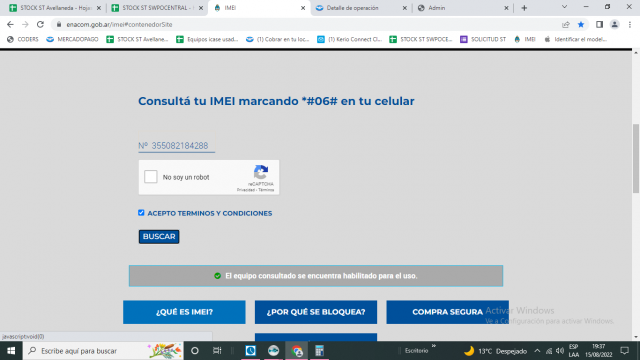 STOCK ST Avellaneda - Hoja
STOCK ST SWPOCENTRAL - 
IMEI
Detalle de operación
Admin
enacom.gob.ar/imei#contenedorSite
CODERS
MERCADOPAGO
STOCK ST Avellane...
Equipos icase usad...
(1) Cobrar en tu loc...
(1) Kerio Connect Cl...
STOCK ST SWPOCE...
SOLICITUD ST
IMEI
Identificar el model...
Consultá tu IMEI marcando *#06# en tu celular
Nº 355082184288
No soy un robot
reCAPTCHA
Privacidad - Términos
ACEPTO TERMINOS Y CONDICIONES
BUSCAR
El equipo consultado se encuentra habilitado para el uso.
¿QUÉ ES IMEI?
¿POR QUÉ SE BLOQUEA?
COMPRA SEGURA
Activar Windows
Ve a Configuración para activar Windows.
javascript:void(0)
Escribe aquí para buscar
Escritorio
13°C Despejado
ESP
LAA
19:37
15/08/2022